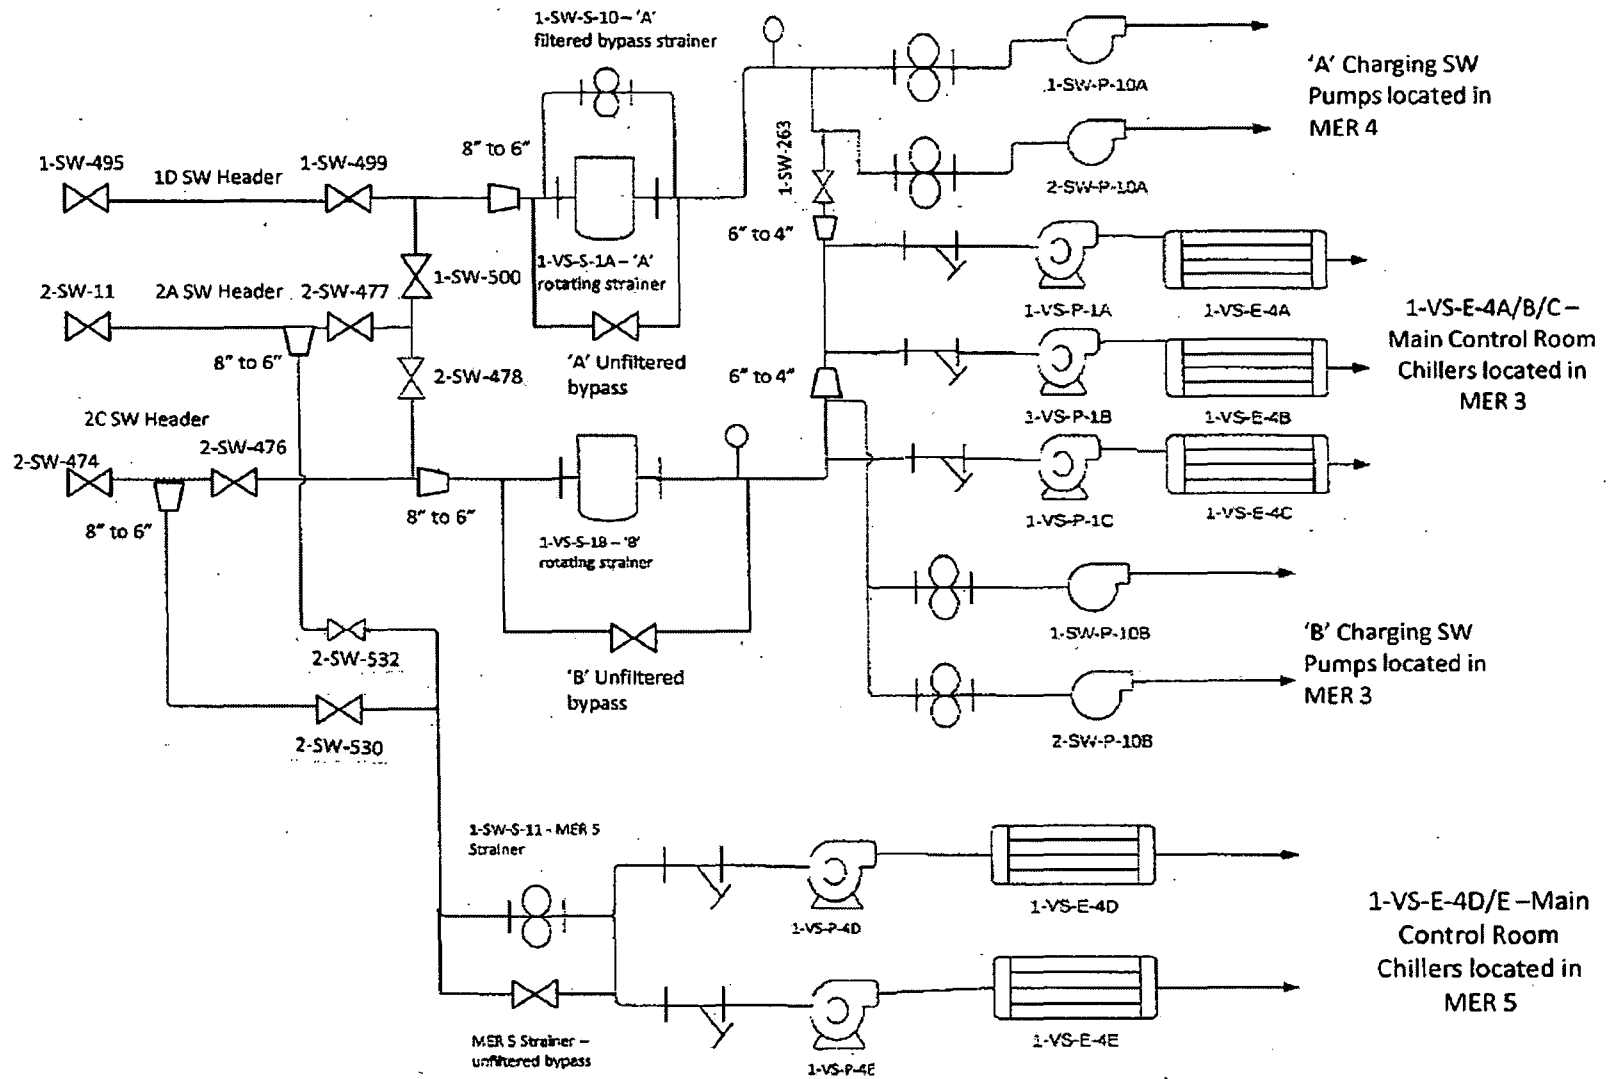 1-SW-S-10 – 'A'
filtered bypass strainer
1-SW-P-10A
'A' Charging SW
Pumps located in
MER 4
8" to 6"
1-SW-263
1-SW-495
1D SW Header
1-SW-499
2-SW-P-10A
6" to 4"
1-VS-S-1A – 'A'
rotating strainer
1-SW-500
2-SW-11
2A SW Header
2-SW-477
1-VS-P-1A
1-VS-E-4A
1-VS-E-4A/B/C –
Main Control Room
Chillers located in
MER 3
8" to 6"
'A' Unfiltered
bypass
2-SW-478
6" to 4"
1-VS-P-1B
1-VS-E-4B
2C SW Header
2-SW-476
2-SW-474
8" to 6"
8" to 6"
1-VS-P-1C
1-VS-E-4C
1-VS-S-1B – 'B'
rotating strainer
1-SW-P-10B
'B' Charging SW
Pumps located in
MER 3
2-SW-532
'B' Unfiltered
bypass
2-SW-530
2-SW-P-10B
1-SW-S-11 - MER 5
Strainer
1-VS-P-4D
1-VS-E-4D
1-VS-E-4D/E –Main
Control Room
Chillers located in
MER 5
MER 5 Strainer –
unfiltered bypass
1-VS-P-4E
1-VS-E-4E